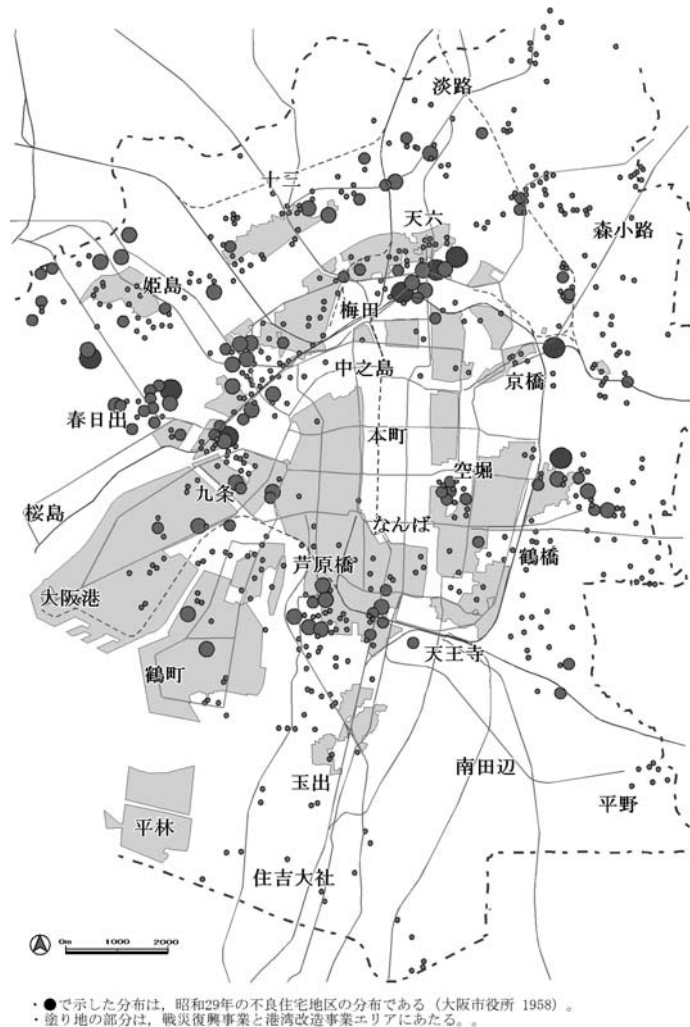 淡路
十三
天六
森小路
姫島
梅田
中之島
京橋
春日出
本町
空堀
九条
桜島
なんば
鶴橋
芦原橋
大阪港
天王寺
鶴町
南田辺
玉出
平野
平林
住吉大社
0m 1000 2000
・●で示した分布は，昭和29年の不良住宅地区の分布である（大阪市役所 1958）。
・塗り地の部分は，戦災復興事業と港湾改造事業エリアにあたる。。